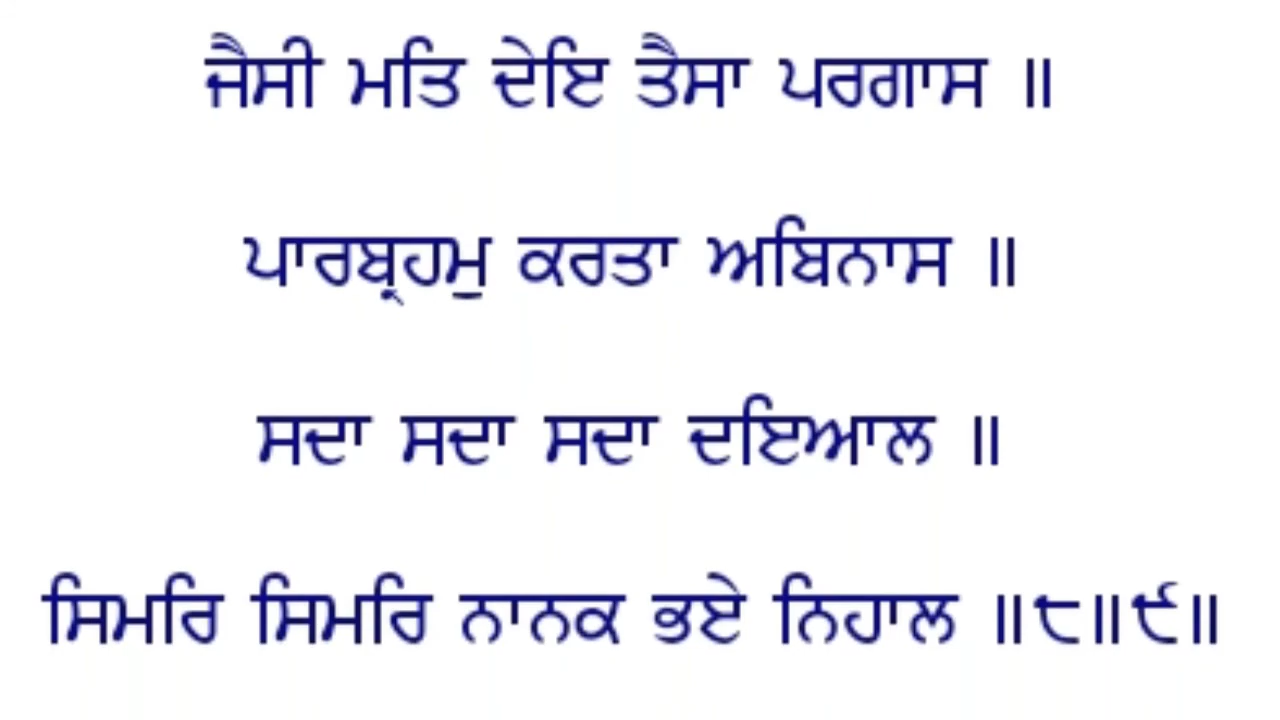 ਜੈਸੀ ਮਤਿ ਦੇਇ ਤੈਸਾ ਪਰਗਾਸ ॥
ਪਾਰਬ੍ਰਹਮੁ ਕਰਤਾ ਅਬਿਨਾਸ ॥
ਸਦਾ ਸਦਾ ਸਦਾ ਦਇਆਲ ॥
ਸਿਮਰਿ ਸਿਮਰਿ ਨਾਨਕ ਭਏ ਨਿਹਾਲ ॥੮॥੯॥